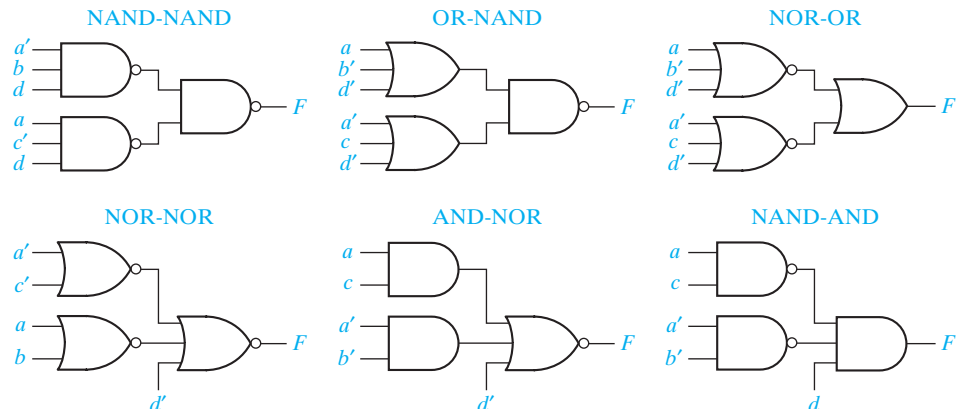 NAND-NAND
a′
b
d
a
c′
d
F
OR-NAND
a
b′
d′
a′
c
d′
F
NOR-OR
a
b′
d′
a′
c
d′
F
NOR-NOR
a′
c′
a
b
d′
F
AND-NOR
a
c
a′
b′
d′
F
NAND-AND
a
c
a′
b′
d
F